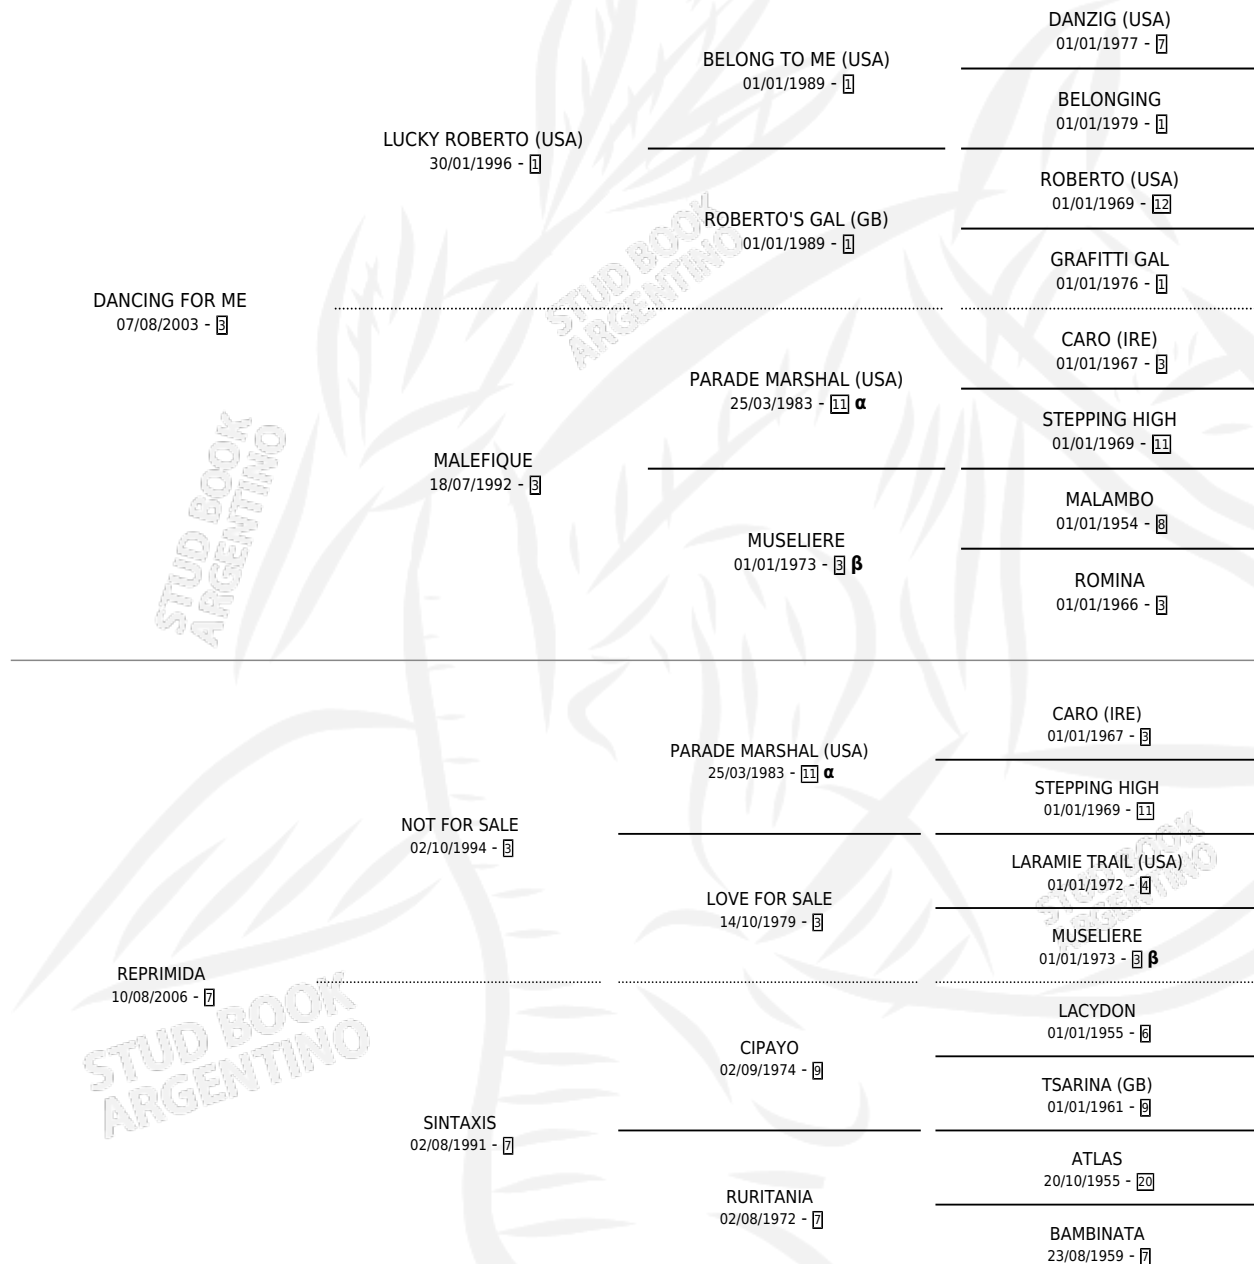 DANZIG (USA)
01/01/1977 - 7
BELONG TO ME (USA)
01/01/1989 - 1
BELONGING
01/01/1979 - 1
LUCKY ROBERTO (USA)
30/01/1996 - 1
ROBERTO (USA)
01/01/1969 - 12
ROBERTO'S GAL (GB)
01/01/1989 - 1
GRAFITTI GAL
01/01/1976 - 1
DANCING FOR ME
07/08/2003 - 3
CARO (IRE)
01/01/1967 - 3
PARADE MARSHAL (USA)
25/03/1983 - 11 α
STEPPING HIGH
01/01/1969 - 11
MALEFIQUE
18/07/1992 - 3
MALAMBO
01/01/1954 - 8
MUSELIERE
01/01/1973 - 3 β
ROMINA
01/01/1966 - 3
CARO (IRE)
01/01/1967 - 3
PARADE MARSHAL (USA)
25/03/1983 - 11 α
STEPPING HIGH
01/01/1969 - 11
NOT FOR SALE
02/10/1994 - 3
LARAMIE TRAIL (USA)
01/01/1972 - 4
LOVE FOR SALE
14/10/1979 - 3
MUSELIERE
01/01/1973 - 3 β
REPRIMIDA
10/08/2006 - 7
LACYDON
01/01/1955 - 6
CIPAYO
02/09/1974 - 9
TSARINA (GB)
01/01/1961 - 9
SINTAXIS
02/08/1991 - 7
ATLAS
20/10/1955 - 20
RURITANIA
02/08/1972 - 7
BAMBINATA
23/08/1959 - 7
STUD BOOK
ARGENTINO
STUD BOOK
ARGENTINO
STUD BOOK
ARGENTINO
STUD BOOK
ARGENTINO